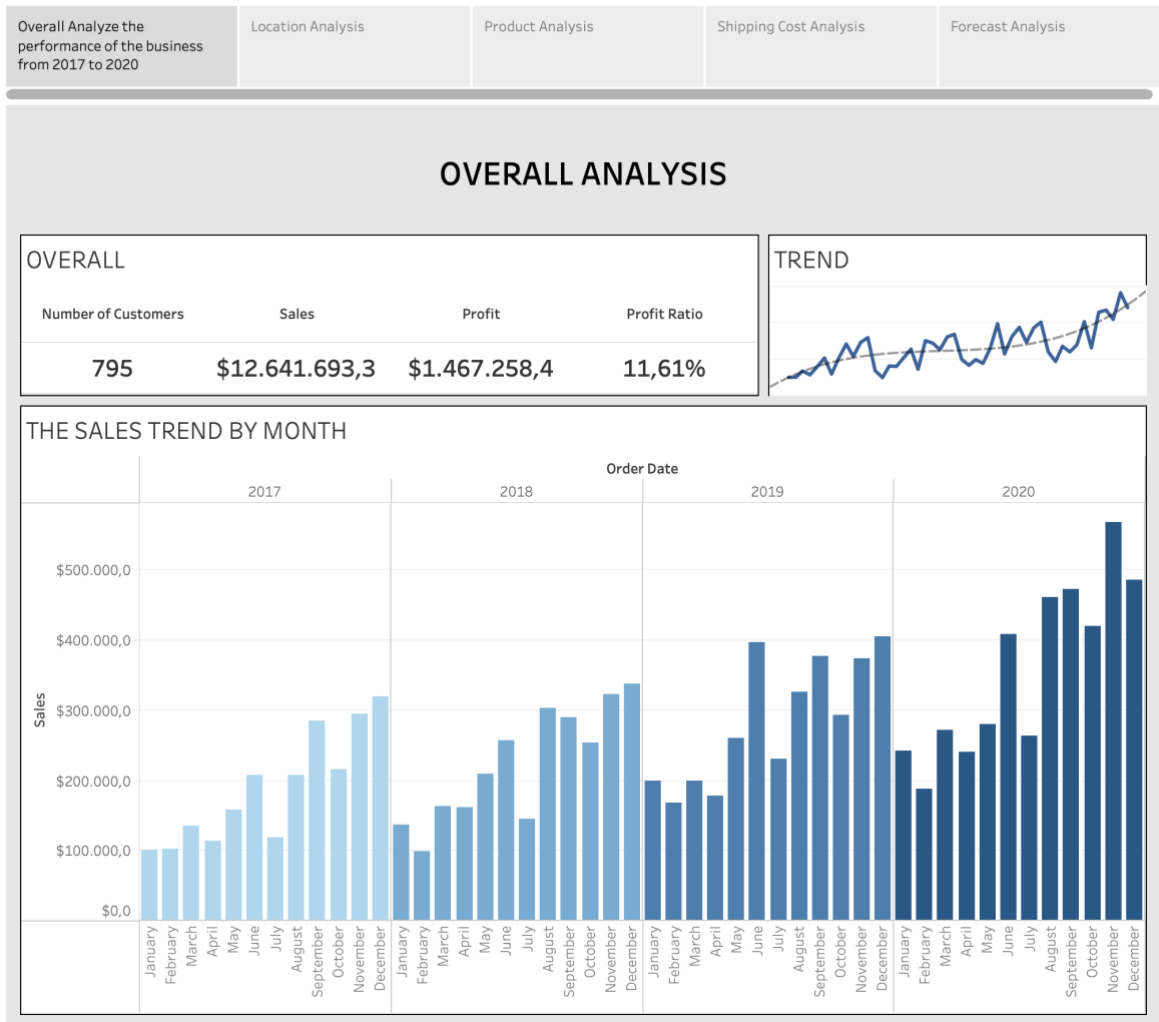 Overall Analyze the
performance of the business
from 2017 to 2020
Location Analysis
Product Analysis
Shipping Cost Analysis
Forecast Analysis
OVERALL ANALYSIS
OVERALL
Number of Customers
Sales
Profit
Profit Ratio
795
$12.641.693,3
$1.467.258,4
11,61%
TREND
THE SALES TREND BY MONTH
Order Date
2017
2018
2019
2020
Sales
$500.000,0
$400.000,0
$300.000,0
$200.000,0
$100.000,0
$0,0
January
February
March
April
May
June
July
August
September
October
November
December
January
February
March
April
May
June
July
August
September
October
November
December
January
February
March
April
May
June
July
August
September
October
November
December
January
February
March
April
May
June
July
August
September
October
November
December